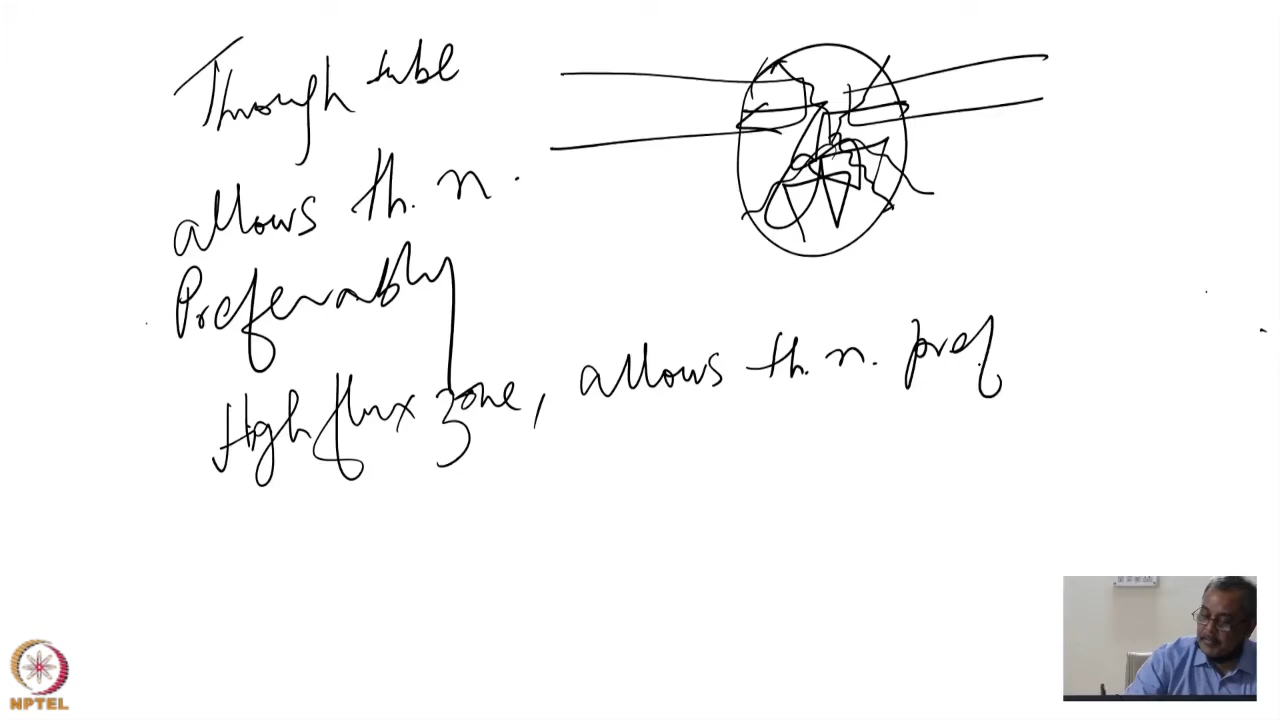 Through tube
allows th. n.
Preferably
High flux zone, allows th. n. pref
NPTEL